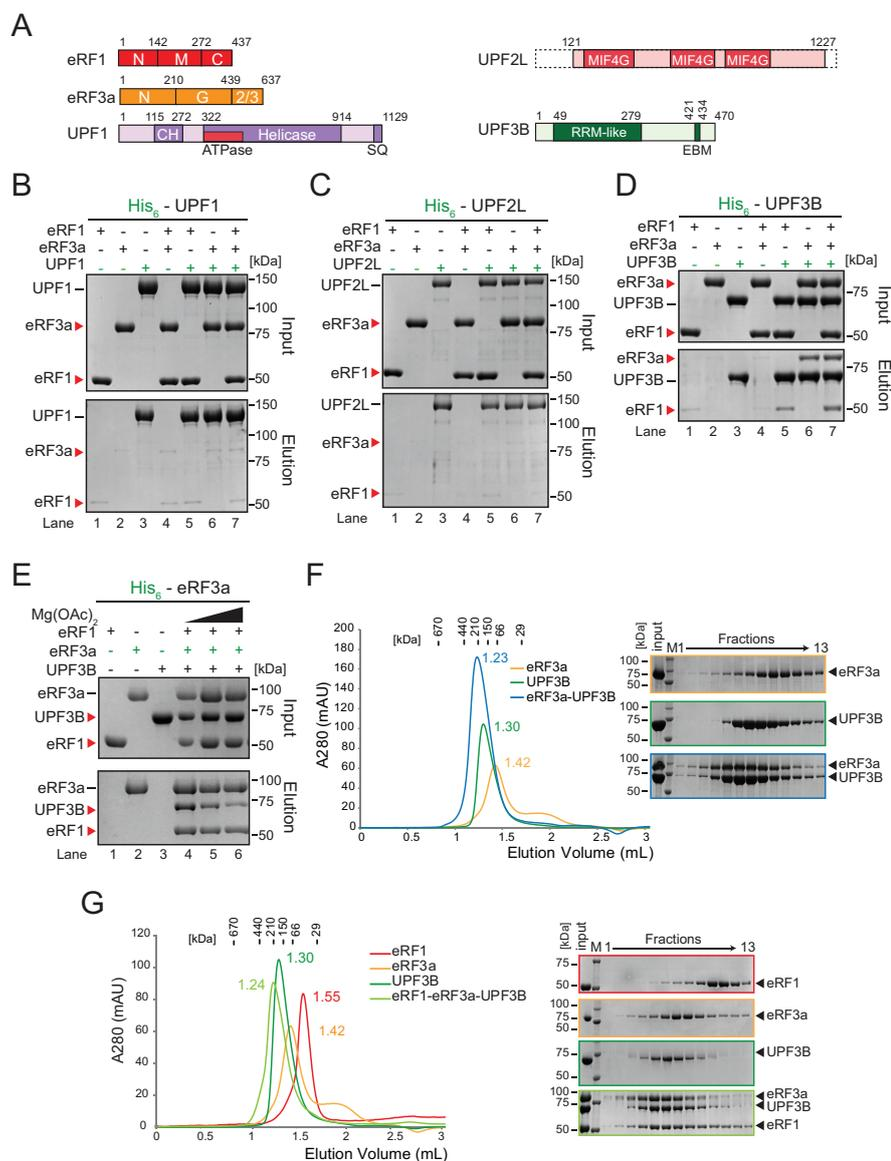 A
1 142 272 437
eRF1 N M C
1 210 439 637
eRF3a N G 2/3
1 115 272 322 914 1129
UPF1 CH Helicase
ATPase SQ
121 1227
UPF2L MIF4G MIF4G MIF4G
1 49 279 421 434 470
UPF3B RRM-like
EBM
B
His6 - UPF1
eRF1 + - - + + - +
eRF3a - + - + - + +
UPF1 - - + - + + +
[kDa]
UPF1 150
100
eRF3a 75
eRF1 50
Input
UPF1 150
100
eRF3a 75
eRF1 50
Elution
Lane 1 2 3 4 5 6 7
C
His6 - UPF2L
eRF1 + - - + + - +
eRF3a - + - + - + +
UPF2L - - + - + + +
[kDa]
UPF2L 150
100
eRF3a 75
eRF1 50
Input
UPF2L 150
100
eRF3a 75
eRF1 50
Elution
Lane 1 2 3 4 5 6 7
D
His6 - UPF3B
eRF1 + - - + + - +
eRF3a - + - + - + +
UPF3B - - + - + + +
[kDa]
eRF3a 75
UPF3B
eRF1 50
Input
eRF3a 75
UPF3B
eRF1 50
Elution
Lane 1 2 3 4 5 6 7
E
His6 - eRF3a
Mg(OAc)2
eRF1 + - - + + +
eRF3a - + - + + +
UPF3B - - + + + +
[kDa]
eRF3a 100
UPF3B 75
eRF1 50
Input
eRF3a 100
UPF3B 75
eRF1 50
Elution
Lane 1 2 3 4 5 6
F
[kDa] 670 440 210 150 66 29
A280 (mAU)
200
180
160
140
120
100
80
60
40
20
0
1.23
1.30
1.42
eRF3a
UPF3B
eRF3a-UPF3B
0 0.5 1 1.5 2 2.5 3
Elution Volume (mL)
[kDa] input M 1 Fractions 13
100
75
50
eRF3a
100
75
50
UPF3B
100
75
50
eRF3a
UPF3B
G
[kDa] 670 440 210 150 66 29
A280 (mAU)
120
100
80
60
40
20
0
1.30
1.24
1.55
1.42
eRF1
eRF3a
UPF3B
eRF1-eRF3a-UPF3B
0 0.5 1 1.5 2 2.5 3
Elution Volume (mL)
[kDa] input M 1 Fractions 13
75
50
eRF1
100
75
50
eRF3a
75
50
UPF3B
100
75
50
eRF3a
UPF3B
eRF1